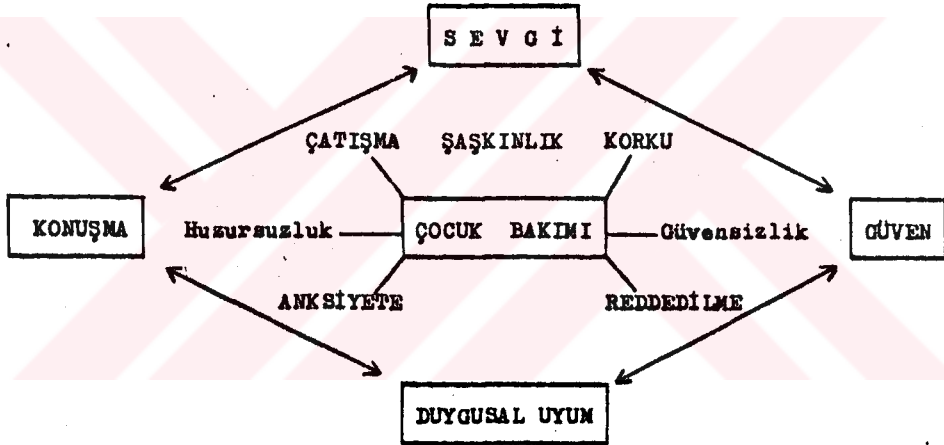 SEVGİ
ÇATIŞMA ŞAŞKINLIK KORKU
KONUŞMA Huzursuzluk ÇOCUK BAKIMI Güvensizlik GÜVEN
ANKSİYETE REDDEDİLME
DUYGUSAL UYUM